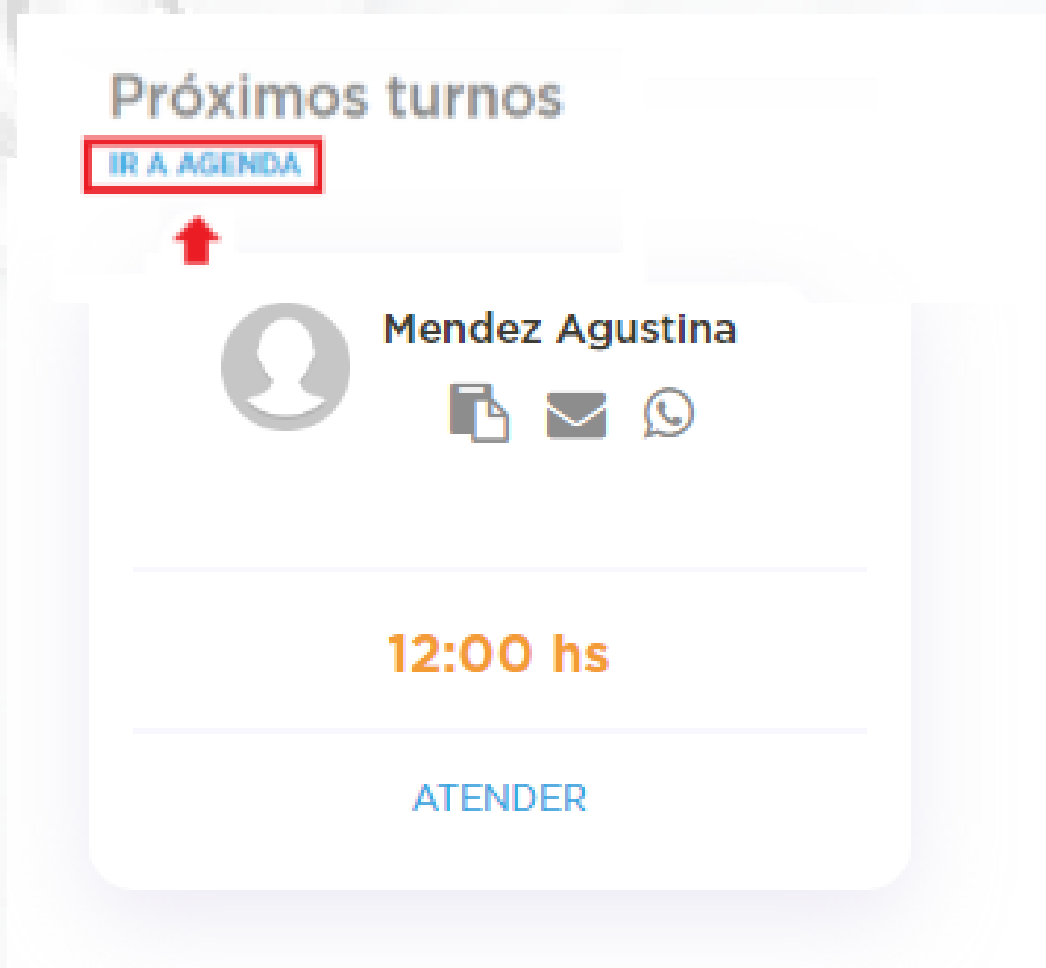 Próximos turnos
IR A AGENDA
Mendez Agustina
12:00 hs
ATENDER